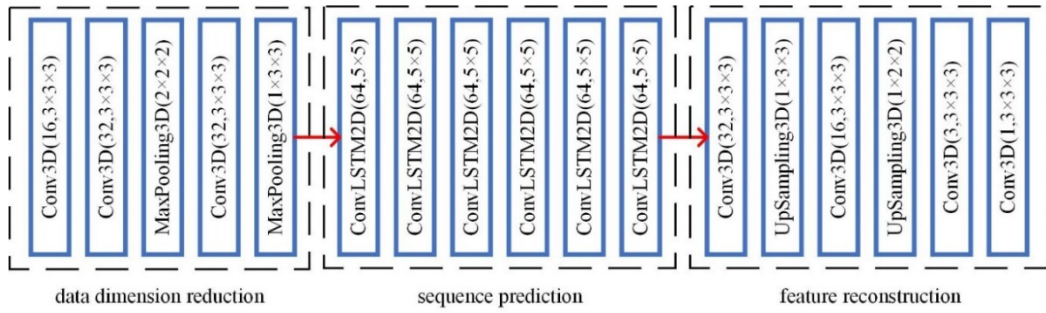 Conv3D(16,3×3×3)
Conv3D(32,3×3×3)
MaxPooling3D(2×2×2)
Conv3D(32,3×3×3)
MaxPooling3D(1×3×3)
data dimension reduction
ConvLSTM2D(64,5×5)
ConvLSTM2D(64,5×5)
ConvLSTM2D(64,5×5)
ConvLSTM2D(64,5×5)
ConvLSTM2D(64,5×5)
ConvLSTM2D(64,5×5)
sequence prediction
Conv3D(32,3×3×3)
UpSampling3D(1×3×3)
Conv3D(16,3×3×3)
UpSampling3D(1×2×2)
Conv3D(3,3×3×3)
Conv3D(1,3×3×3)
feature reconstruction